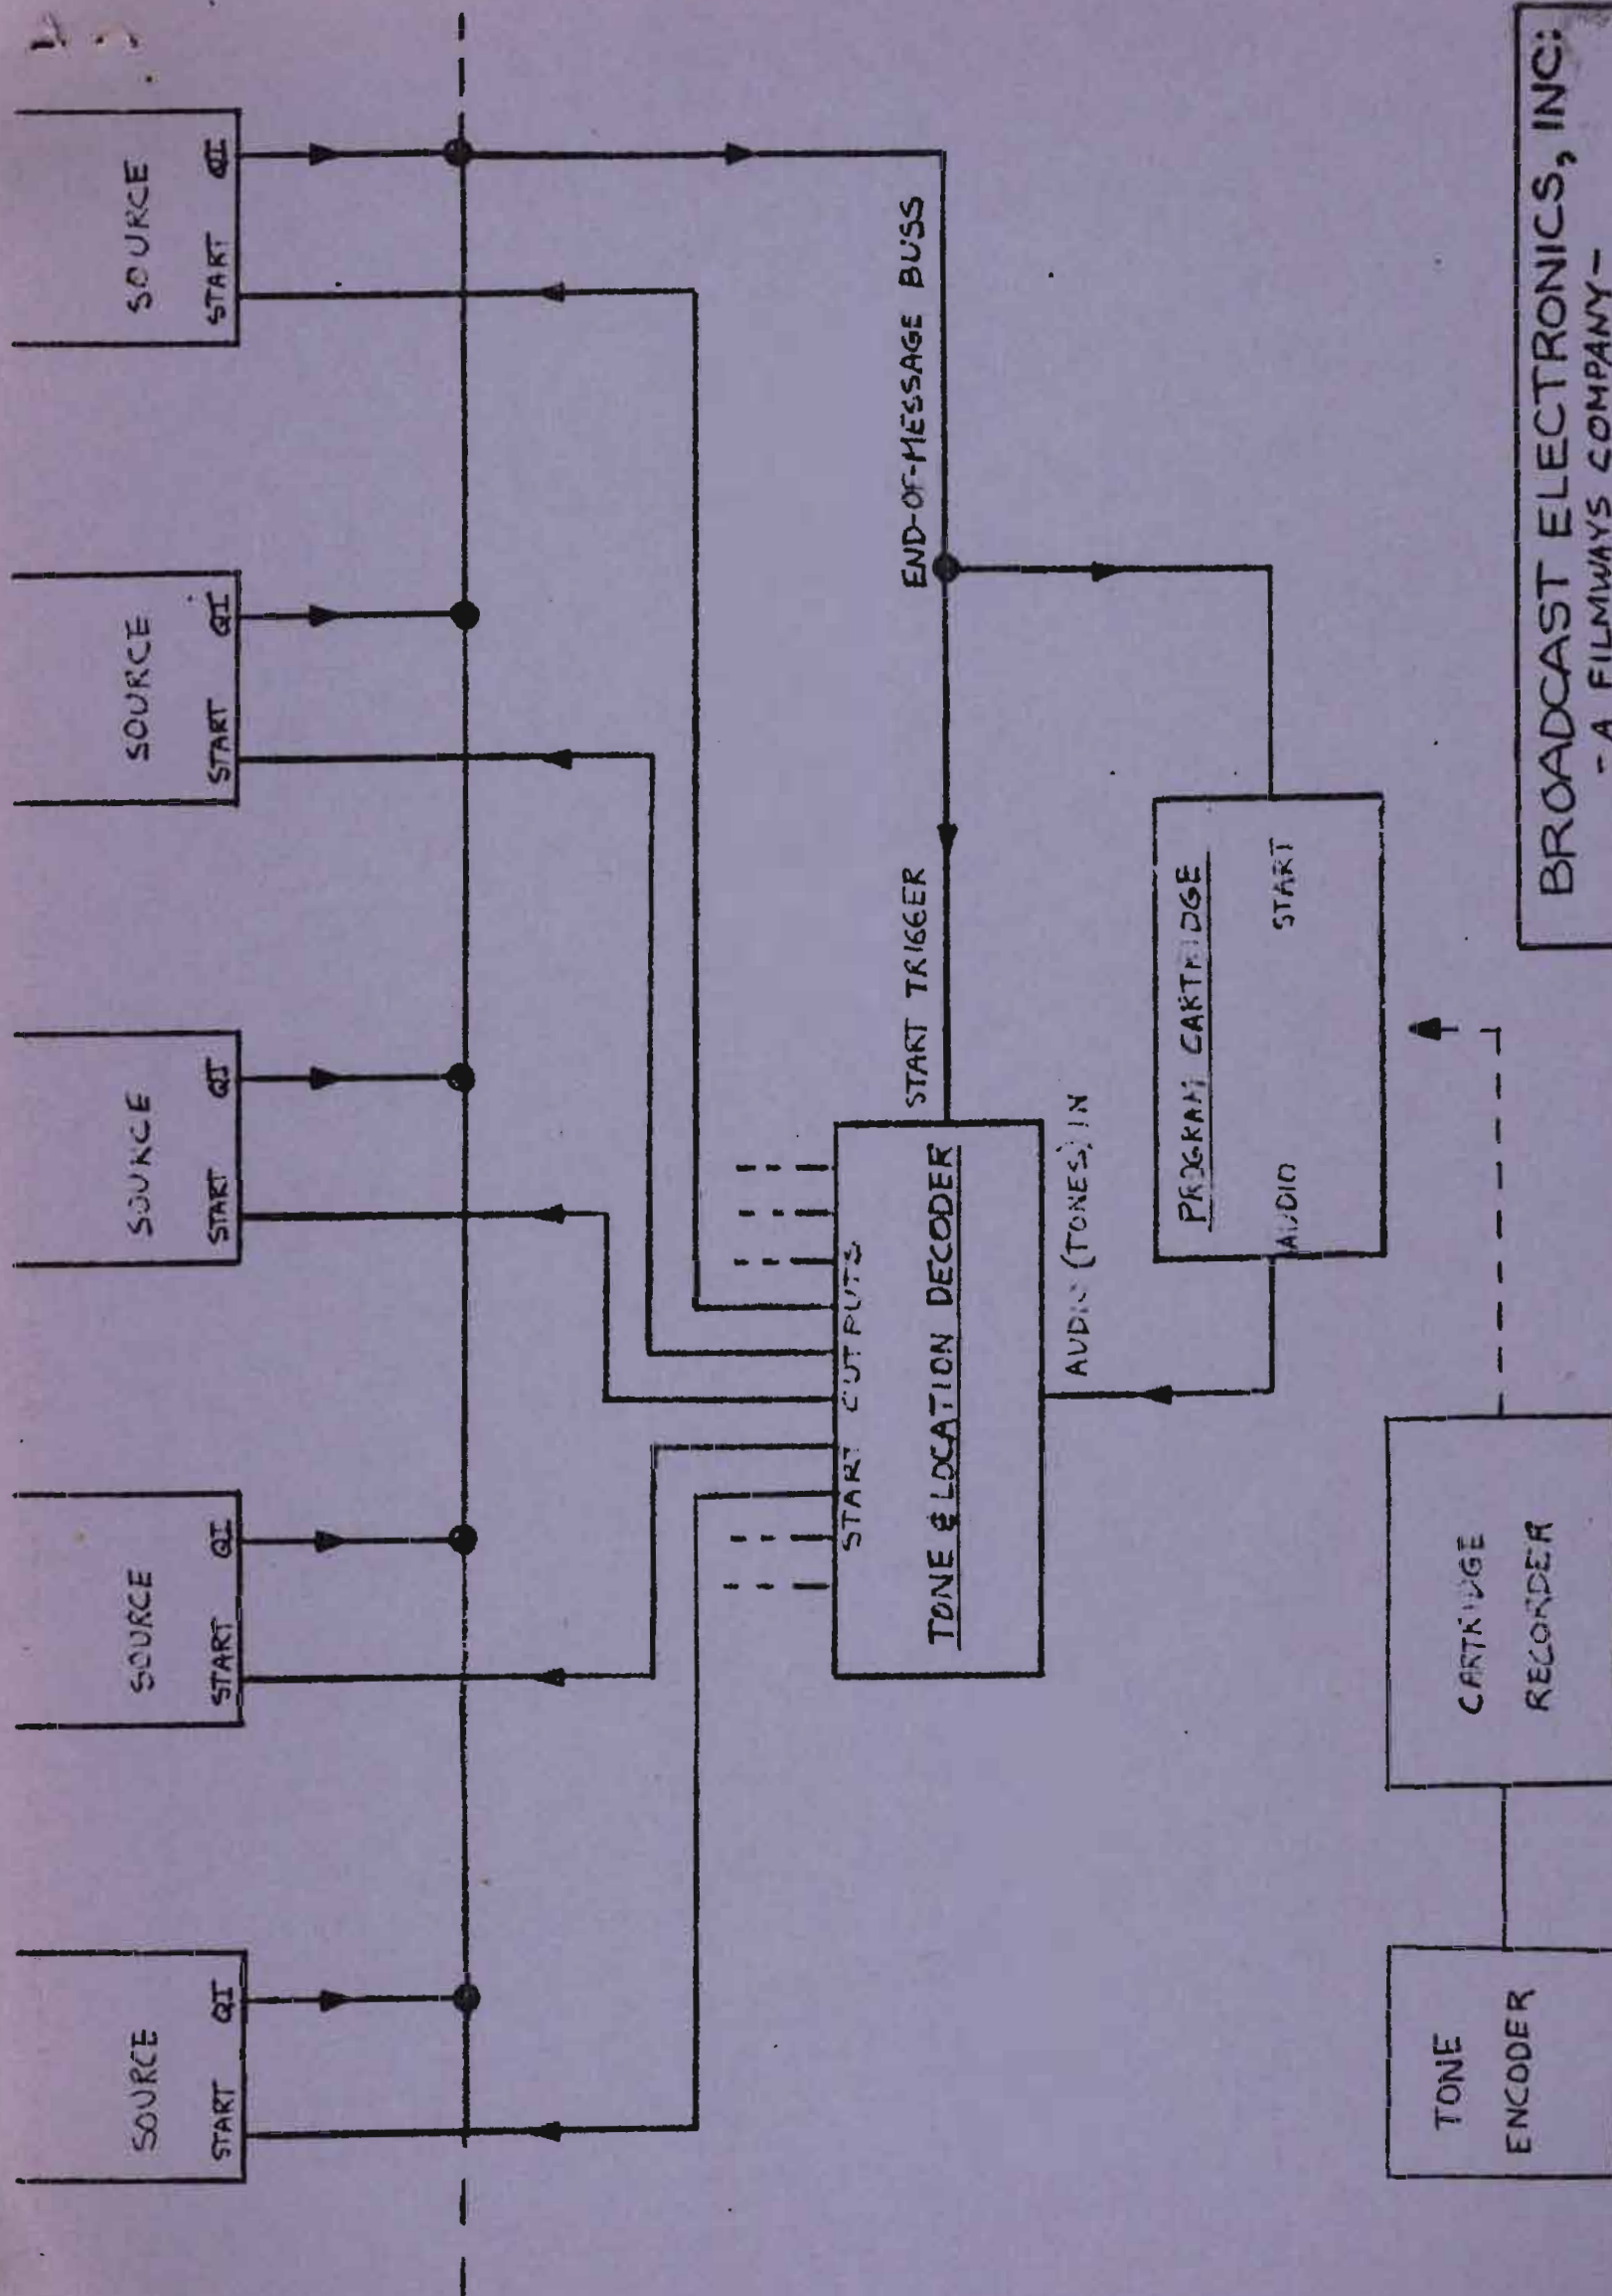 SOURCE
START QI
SOURCE
START QI
SOURCE
START QI
SOURCE
START QI
SOURCE
START QI
START OUTPUTS
TONE & LOCATION DECODER
START TRIGGER
END-OF-MESSAGE BUSS
AUDIO (TONES) IN
PROGRAM CARTRIDGE
AUDIO START
TONE
ENCODER
CARTRIDGE
RECORDER
BROADCAST ELECTRONICS, INC.
- A FILMWAYS COMPANY -